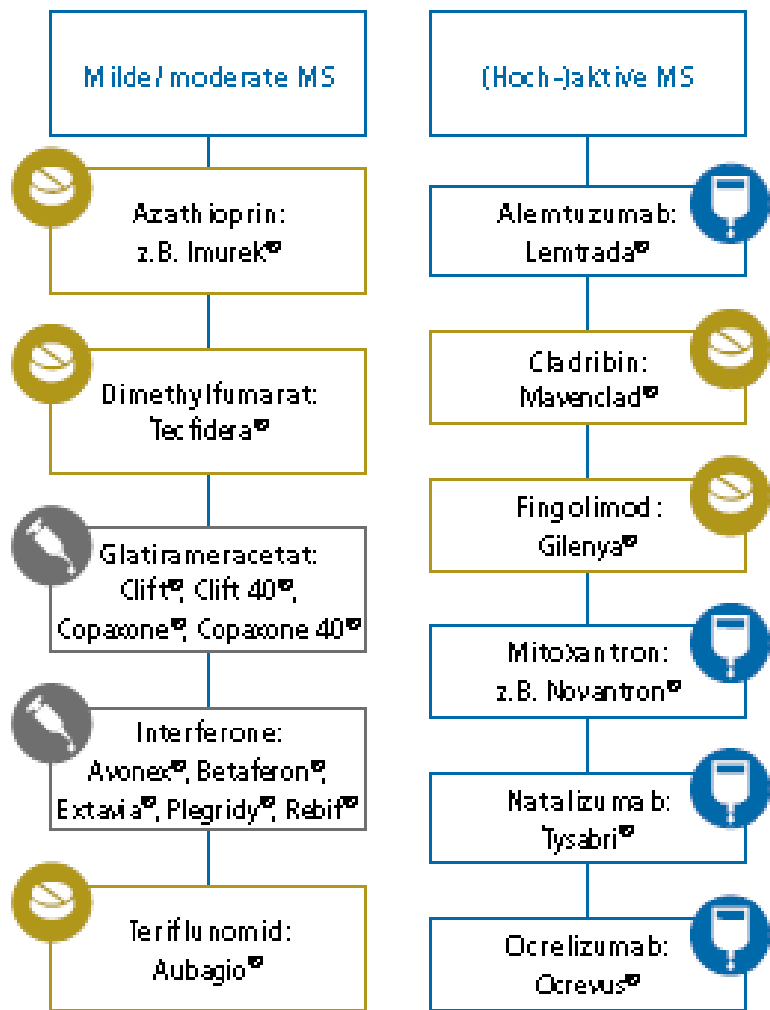 Milde/moderate MS
Azathioprin:
z.B. Imurek®
Dimethylfumarat:
Tecfidera®
Glatirameracetat:
Clift®, Clift 40®,
Copaxone®, Copaxone 40®
Interferone:
Avonex®, Betaferon®,
Extavia®, Plegridy®, Rebif®
Teriflunomid:
Aubagio®
(Hoch-)aktive MS
Alemtuzumab:
Lemtrada®
Cladribin:
Mavenclad®
Fingolimod:
Gilenya®
Mitoxantron:
z.B. Novantron®
Natalizumab:
Tysabri®
Ocrelizumab:
Ocrevus®